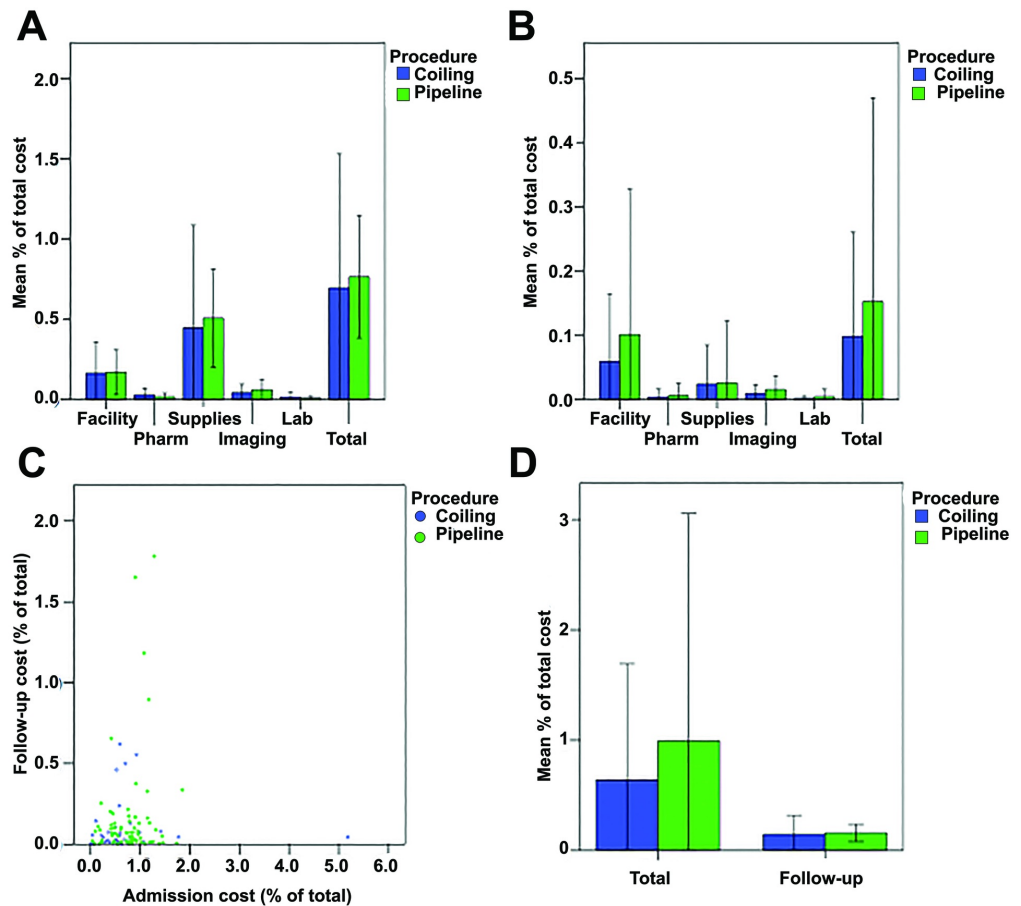 A
Procedure
Coiling
Pipeline
Mean % of total cost
2.0
1.5
1.0
0.5
0.0
Facility Supplies Lab
Pharm Imaging Total
B
Procedure
Coiling
Pipeline
Mean % of total cost
0.5
0.4
0.3
0.2
0.1
0.0
Facility Supplies Lab
Pharm Imaging Total
C
Procedure
Coiling
Pipeline
Follow-up cost (% of total)
2.0
1.5
1.0
0.5
0.0
0.0 1.0 2.0 3.0 4.0 5.0 6.0
Admission cost (% of total)
D
Procedure
Coiling
Pipeline
Mean % of total cost
3
2
1
0
Total Follow-up